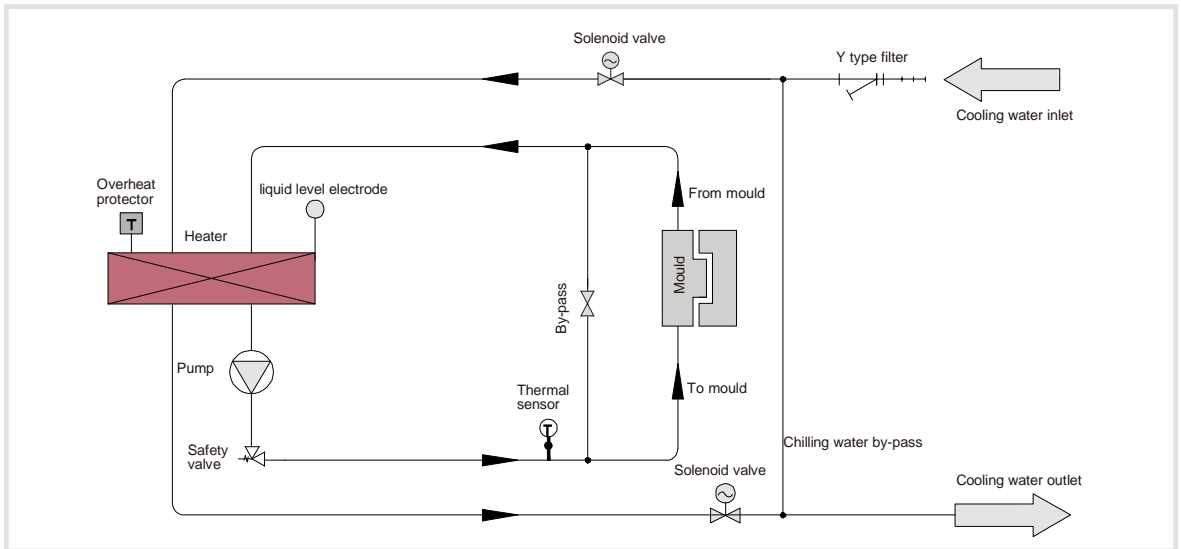 Solenoid valve
Y type filter
Cooling water inlet
Overheat
protector
T
liquid level electrode
From mould
Heater
Mould
By-pass
Pump
Thermal
sensor
T
To mould
Safety
valve
Chilling water by-pass
Solenoid valve
Cooling water outlet